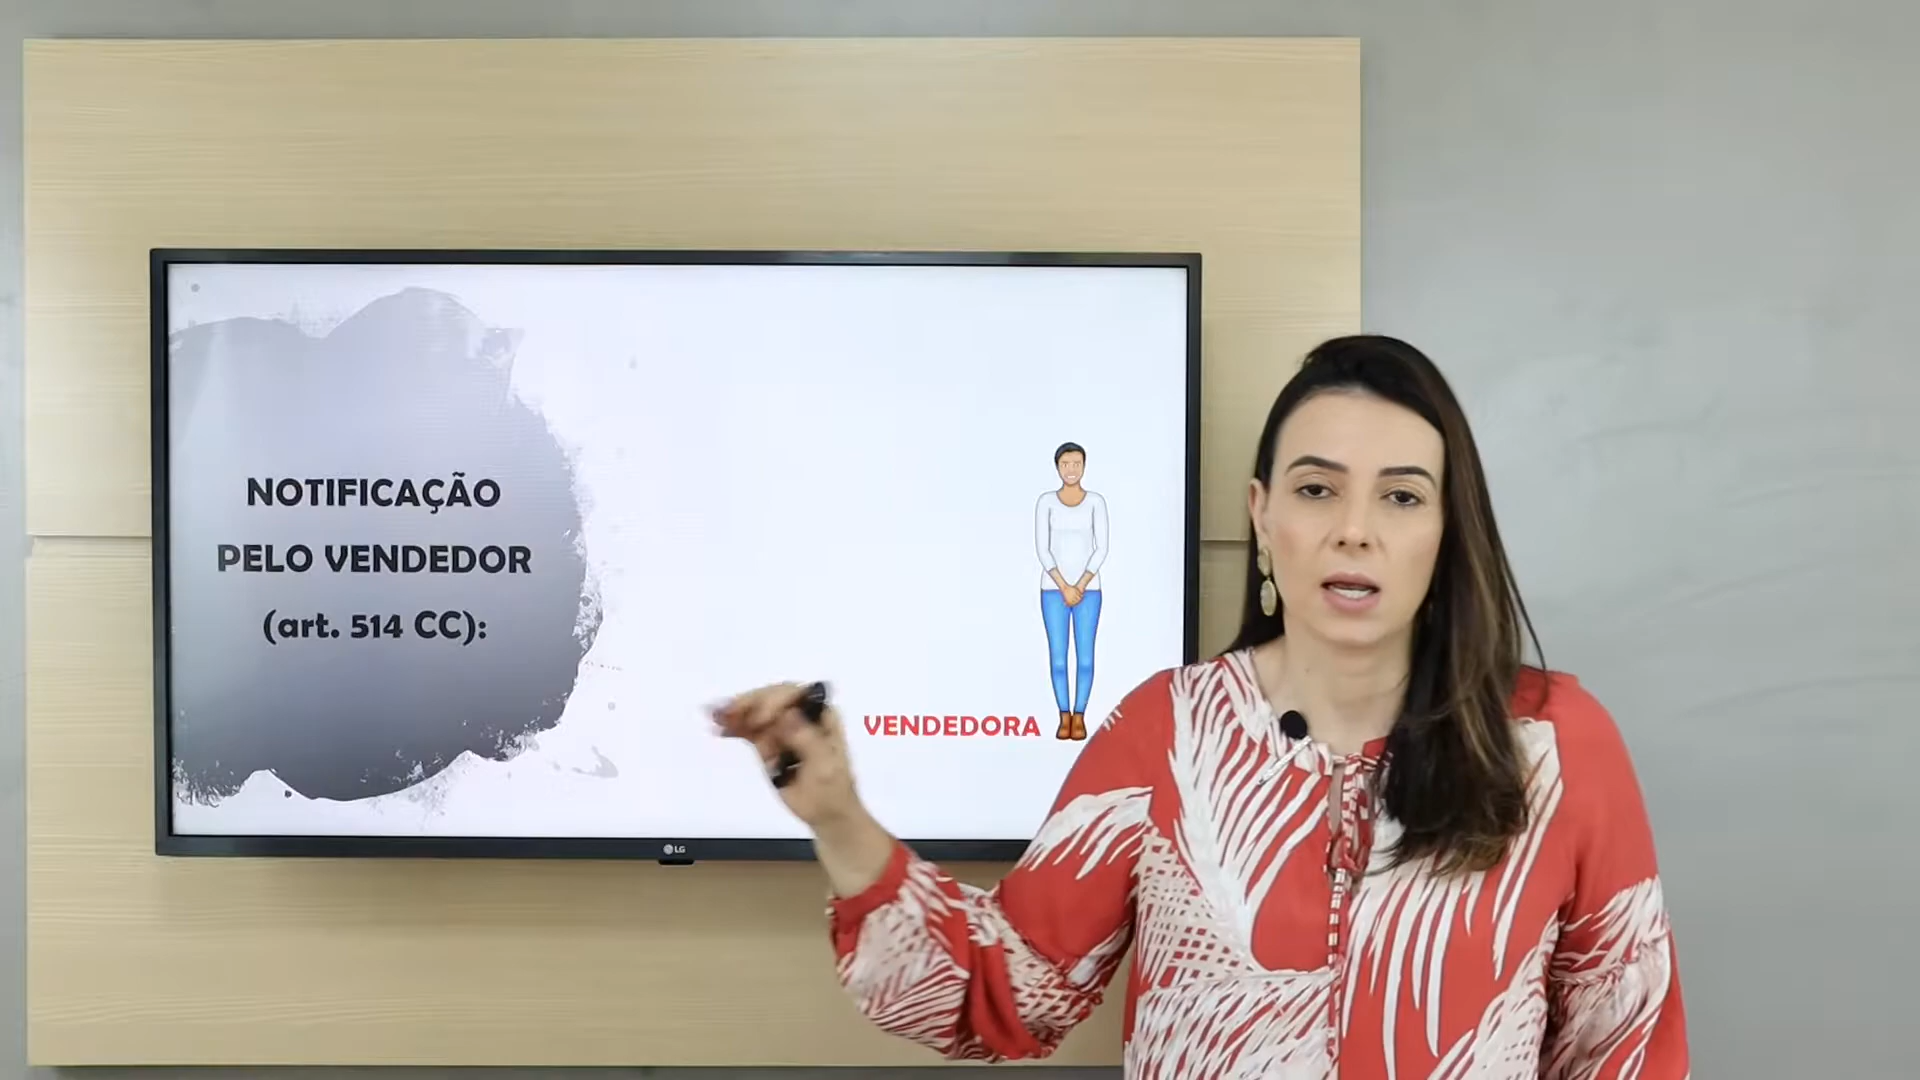 NOTIFICAÇÃO
PELO VENDEDOR
(art. 514 CC):
VENDEDORA
LG